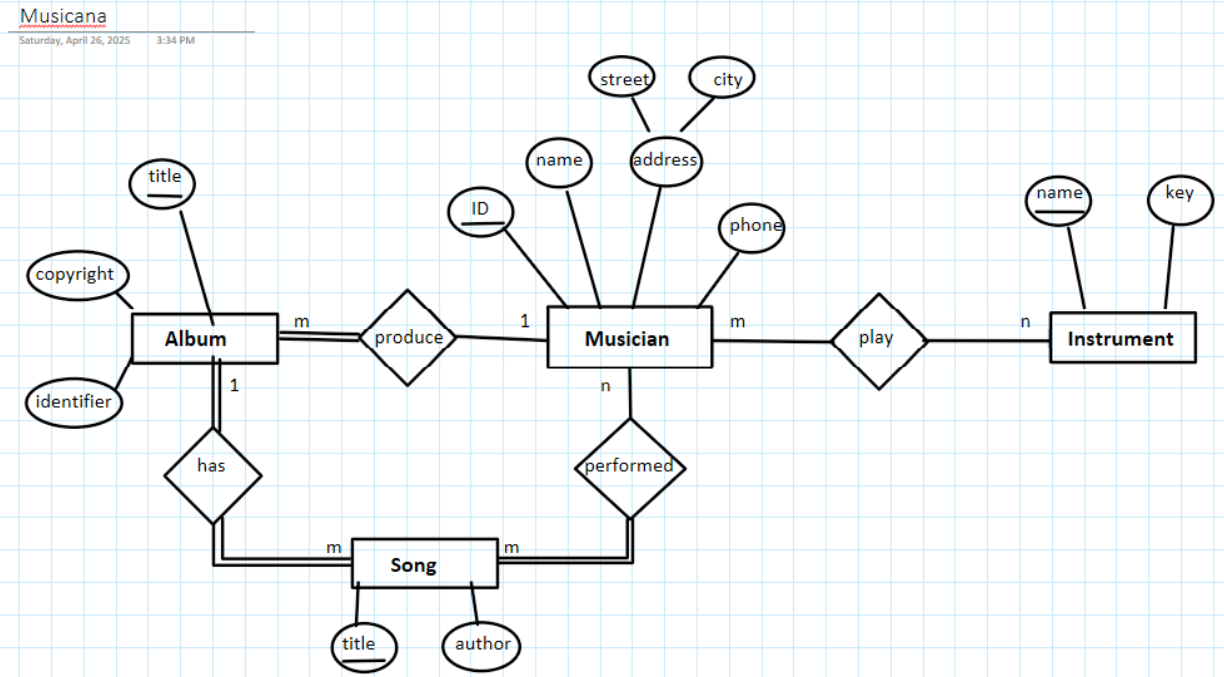 Musicana
Saturday, April 26, 2025 3:34 PM
street city
name address
title
ID
name key
phone
copyright
m 1 m n
Album produce Musician play Instrument
1 n
identifier
has performed
m m
Song
title author